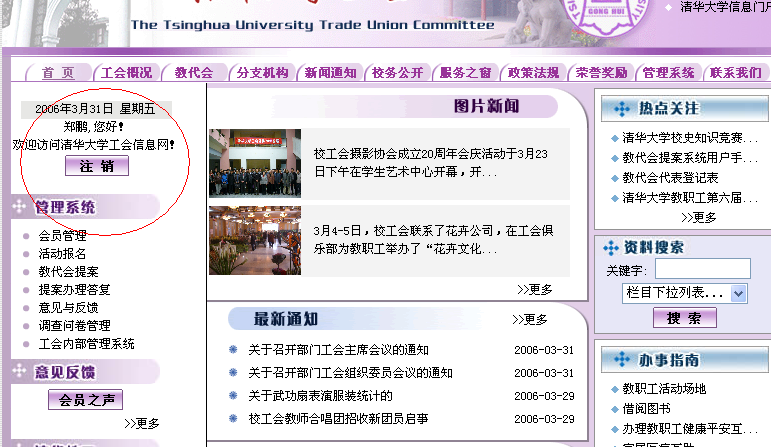 The Tsinghua University Trade Union Committee
GONG HUI
清华大学信息门户
首 页
工会概况
教代会
分支机构
新闻通知
校务公开
服务之窗
政策法规
荣誉奖励
管理系统
联系我们
2006年3月31日 星期五
郑鹏,您好!
欢迎访问清华大学工会信息网!
注 销
管理系统
会员管理
活动报名
教代会提案
提案办理答复
意见与反馈
调查问卷管理
工会内部管理系统
意见反馈
会员之声
>>更多
图片新闻
校工会摄影协会成立20周年会庆活动于3月23
日下午在学生艺术中心开幕，开...
3月4-5日，校工会联系了花卉公司，在工会俱
乐部为教职工举办了“花卉文化...
>>更多
最新通知
>>更多
关于召开部门工会主席会议的通知 2006-03-31
关于召开部门工会组织委员会议的通知 2006-03-31
关于武功扇表演服装统计的 2006-03-29
校工会教师合唱团招收新团员启事 2006-03-29
热点关注
清华大学校史知识竞赛...
教代会提案系统用户手...
教代会代表登记表
清华大学教职工第六届...
>>更多
资料搜索
关键字:
栏目下拉列表...
搜 索
办事指南
教职工活动场地
借阅图书
办理教职工健康平安互...